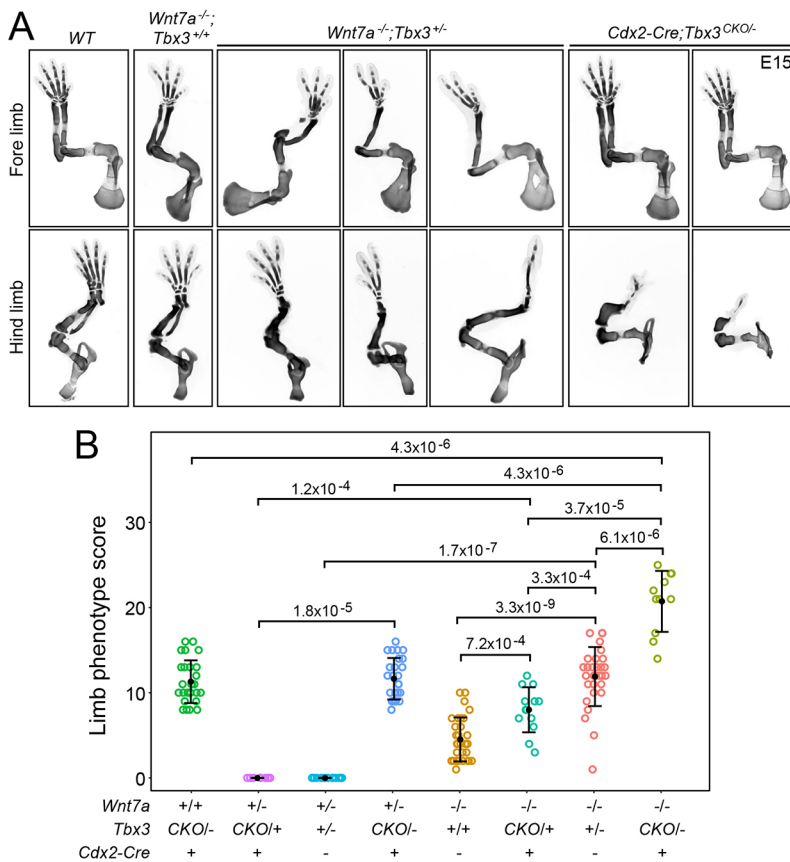 A
WT
Wnt7a-/-;
Tbx3+/+
Wnt7a-/-;Tbx3+/-
Cdx2-Cre;Tbx3CKO/-
E15
Fore limb
Hind limb
B
4.3x10-6
4.3x10-6
1.2x10-4
3.7x10-5
6.1x10-6
1.7x10-7
3.3x10-4
3.3x10-9
1.8x10-5
7.2x10-4
Limb phenotype score
30
20
10
0
Wnt7a +/+ +/- +/- +/- -/- -/- -/- -/-
Tbx3 CKO/- CKO/+ +/- CKO/- +/+ CKO/+ +/- CKO/-
Cdx2-Cre + + - + - + - +